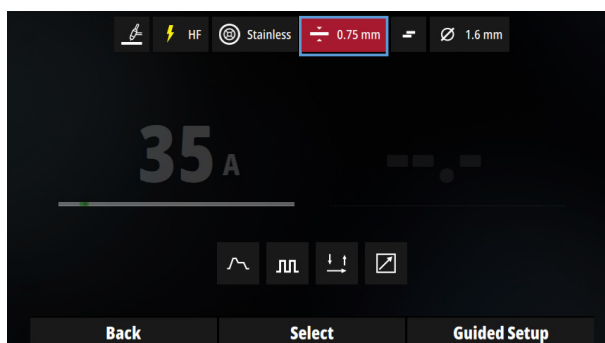 HF Stainless 0.75 mm 1.6 mm
35 A --.-
Back Select Guided Setup